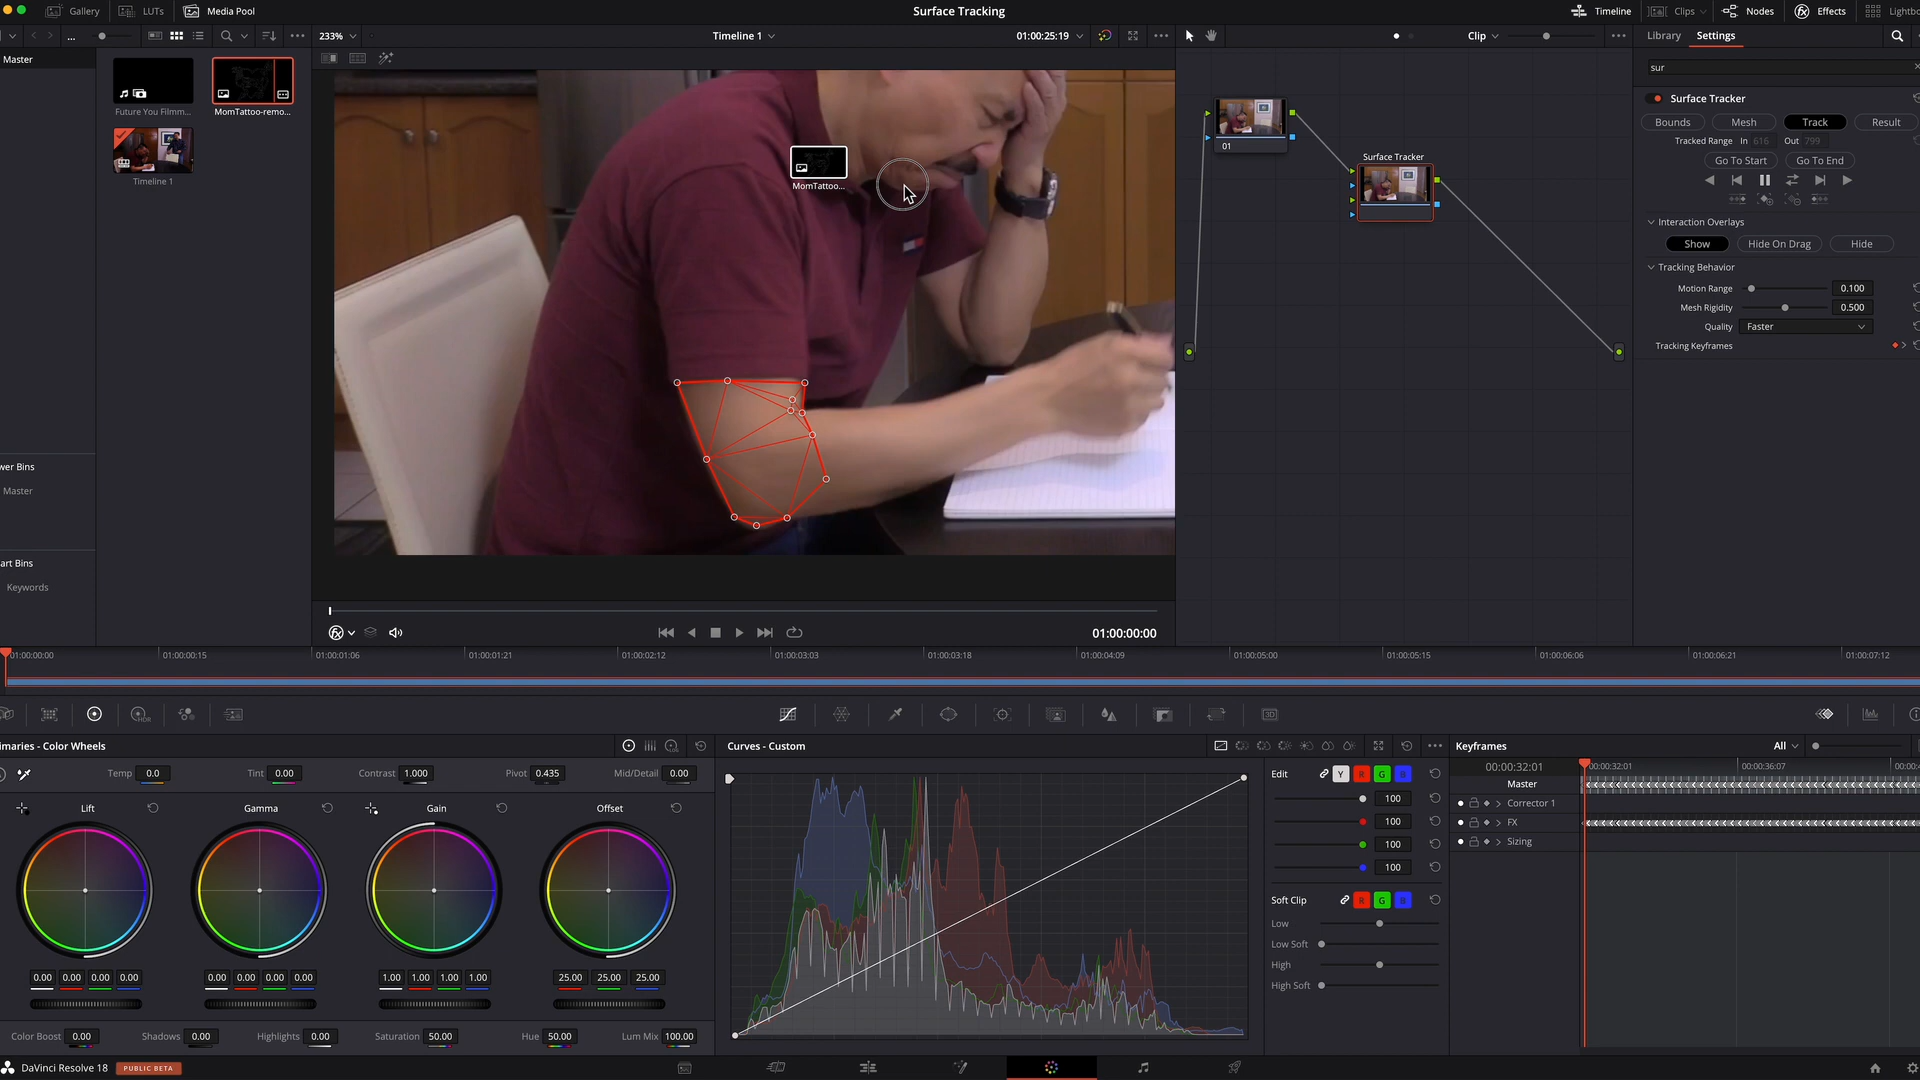 Gallery LUTs Media Pool Surface Tracking Timeline Clips Nodes Effects Lightb
... 233% Timeline 1 01:00:25:19 Clip Library Settings
Master
sur
Future You Filmm... MomTattoo-remo...
Timeline 1
MomTattoo...
01
Surface Tracker
Surface Tracker
Bounds Mesh Track Result
Tracked Range In 616 Out 799
Go To Start Go To End
Interaction Overlays
Show Hide On Drag Hide
Tracking Behavior
Motion Range 0.100
Mesh Rigidity 0.500
Quality Faster
Tracking Keyframes
wer Bins
Master
art Bins
Keywords
01:00:00:00
01:00:00:00 01:00:00:15 01:00:01:06 01:00:01:21 01:00:02:12 01:00:03:03 01:00:03:18 01:00:04:09 01:00:05:00 01:00:05:15 01:00:06:06 01:00:06:21 01:00:07:12
HDR 3D
imaries - Color Wheels
Temp 0.0 Tint 0.00 Contrast 1.000 Pivot 0.435 Mid/Detail 0.00
Lift Gamma Gain Offset
0.00 0.00 0.00 0.00 0.00 0.00 0.00 0.00 1.00 1.00 1.00 1.00 25.00 25.00 25.00
Color Boost 0.00 Shadows 0.00 Highlights 0.00 Saturation 50.00 Hue 50.00 Lum Mix 100.00
Curves - Custom
Edit Y R G B
100
100
100
100
Soft Clip R G B
Low
Low Soft
High
High Soft
Keyframes All
00:00:32:01 00:00:32:01 00:00:36:07 00:00:4
Master
Corrector 1
FX
Sizing
DaVinci Resolve 18 PUBLIC BETA